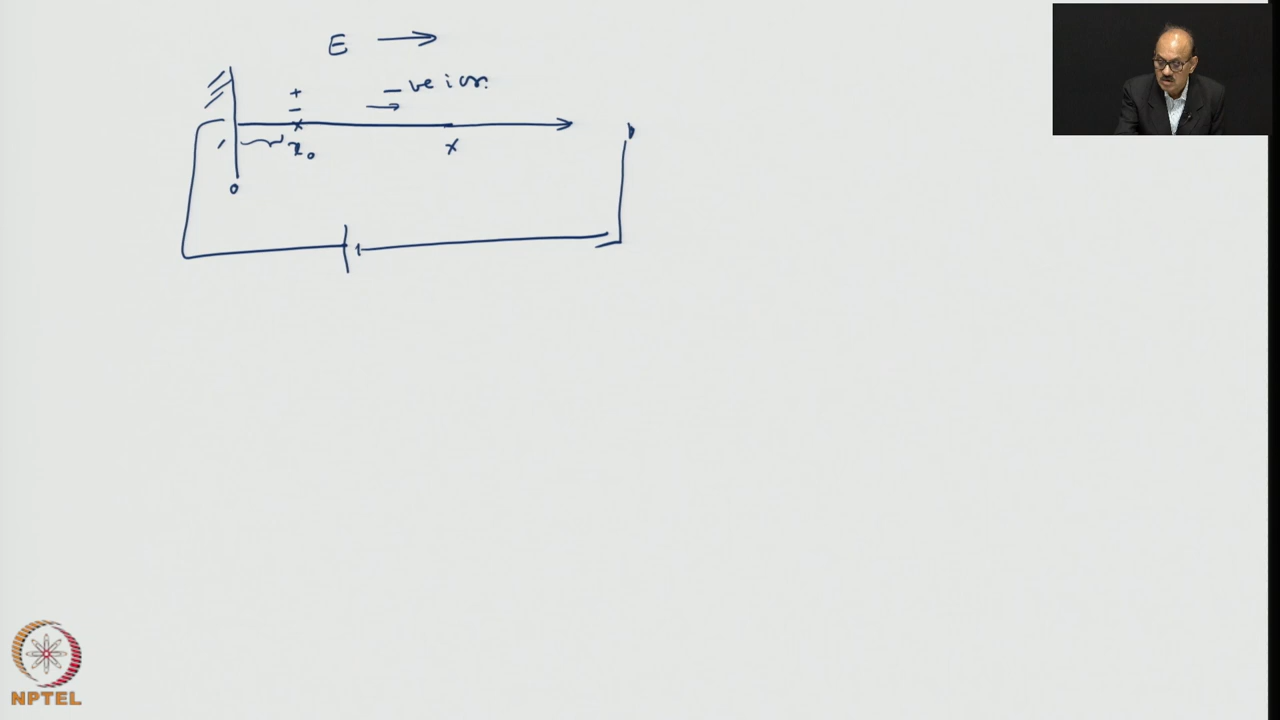 E →
+
− −ve ion.
x₀ x
0
NPTEL